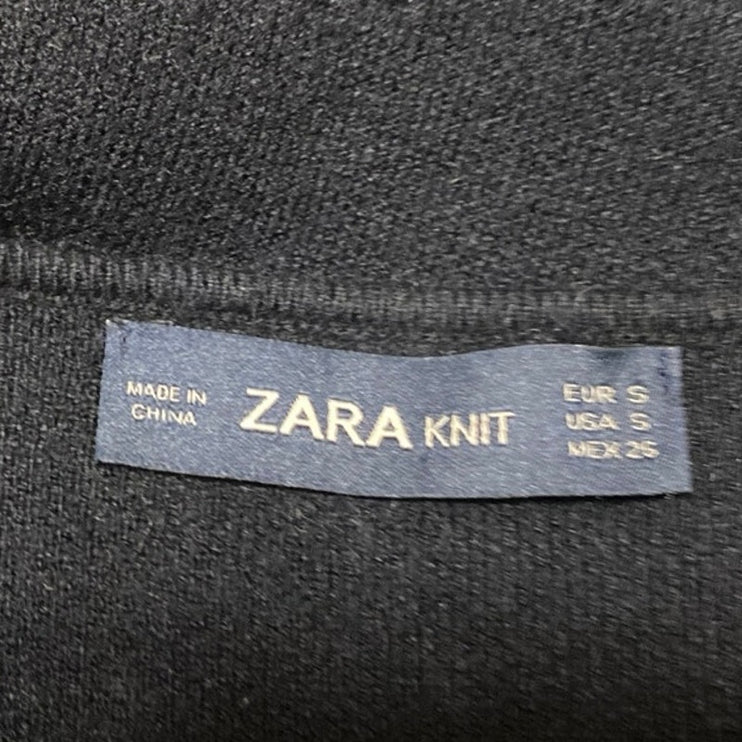 MADE IN
CHINA
ZARA KNIT
EUR S
USA S
MEX 26